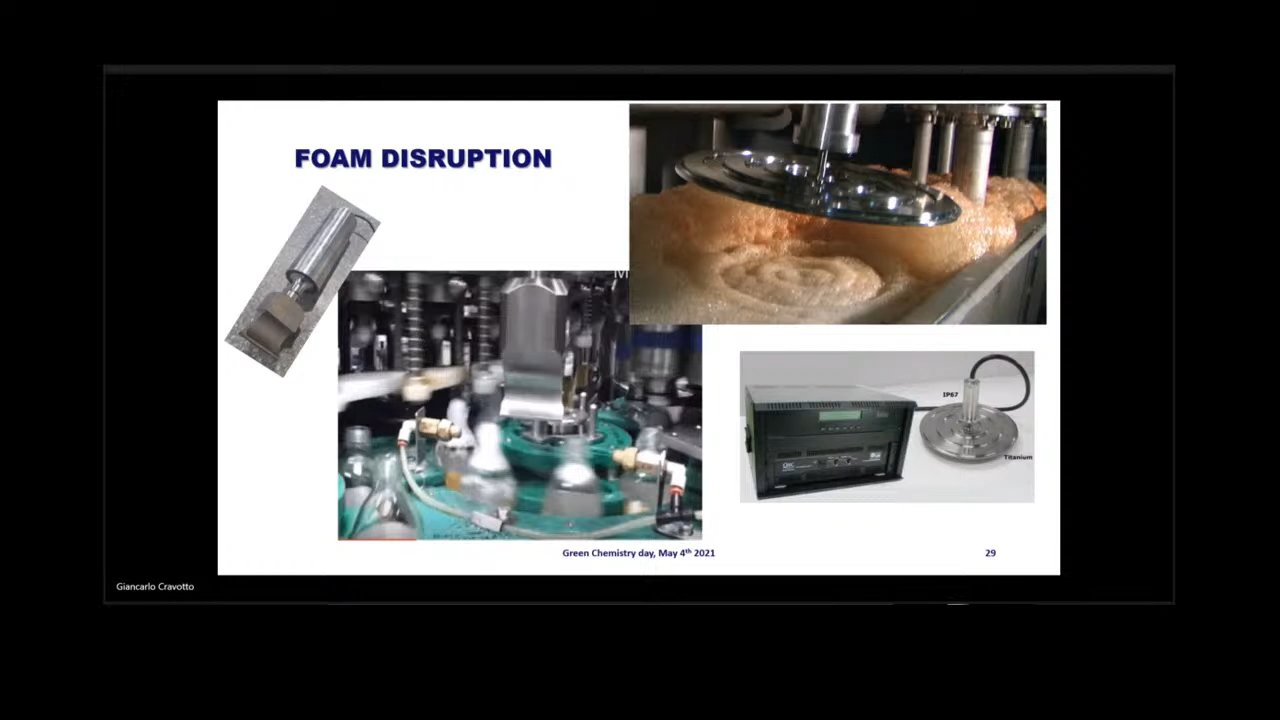 FOAM DISRUPTION
M
IP67
Titanium
Green Chemistry day, May 4th 2021
29
Giancarlo Cravotto